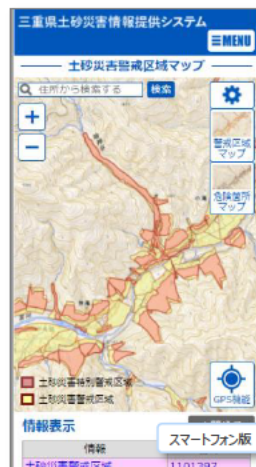 三重県土砂災害情報提供システム
≡MENU
土砂災害警戒区域マップ
住所から検索する
検索
+
−
警戒区域
マップ
危険箇所
マップ
土砂災害特別警戒区域
土砂災害警戒区域
GPS機能
情報表示
スマートフォン版
情報
土砂災害警戒区域
1101297